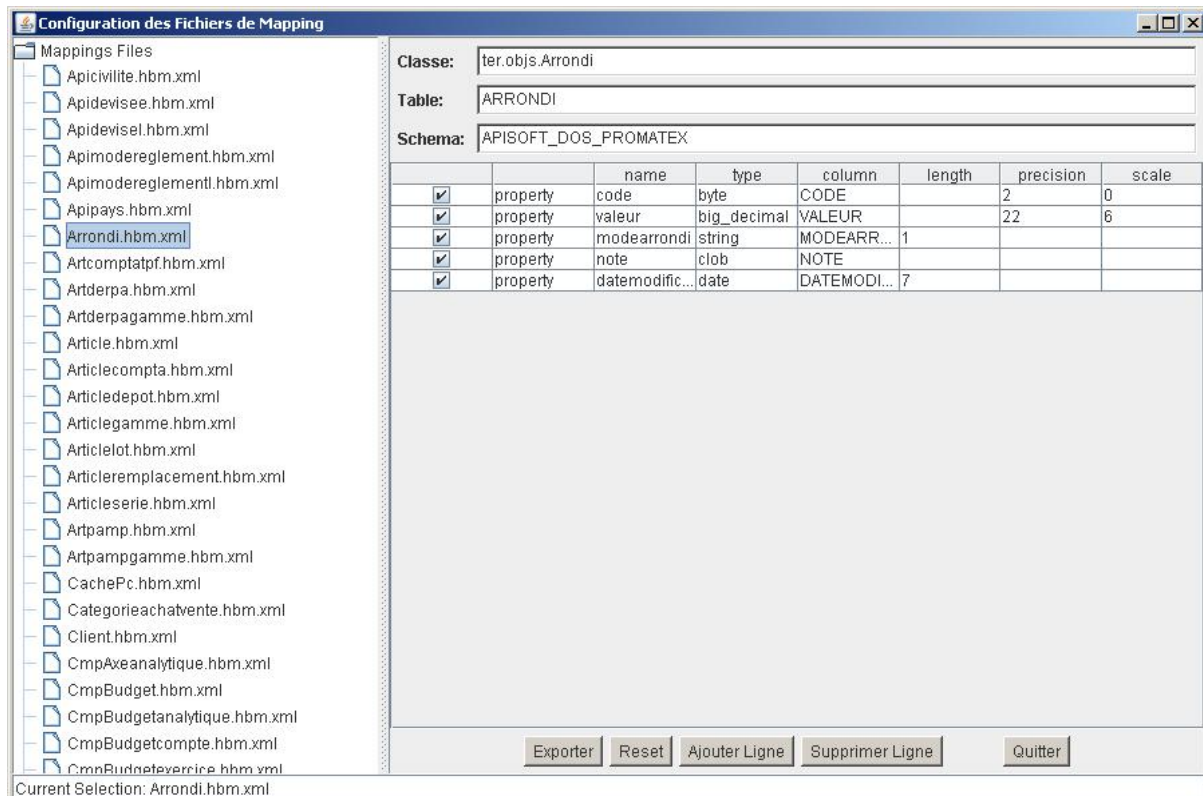 Configuration des Fichiers de Mapping
Mappings Files
Apicivilite.hbm.xml
Apidevisee.hbm.xml
Apidevisel.hbm.xml
Apimodereglement.hbm.xml
Apimodereglementl.hbm.xml
Apipays.hbm.xml
Arrondi.hbm.xml
Artcomptatpf.hbm.xml
Artderpa.hbm.xml
Artderpagamme.hbm.xml
Article.hbm.xml
Articlecompta.hbm.xml
Articledepot.hbm.xml
Articlegamme.hbm.xml
Articlelot.hbm.xml
Articleremplacement.hbm.xml
Articleserie.hbm.xml
Artpamp.hbm.xml
Artpampgamme.hbm.xml
CachePc.hbm.xml
Categorieachatvente.hbm.xml
Client.hbm.xml
CmpAxeanalytique.hbm.xml
CmpBudget.hbm.xml
CmpBudgetanalytique.hbm.xml
CmpBudgetcompte.hbm.xml
CmpBudgetexercice.hbm.xml
Classe: ter.objs.Arrondi
Table: ARRONDI
Schema: APISOFT_DOS_PROMATEX
name type column length precision scale
property code byte CODE 2 0
property valeur big_decimal VALEUR 22 6
property modearrondi string MODEARR... 1
property note clob NOTE
property datemodific... date DATEMODI... 7
Exporter Reset Ajouter Ligne Supprimer Ligne Quitter
Current Selection: Arrondi.hbm.xml